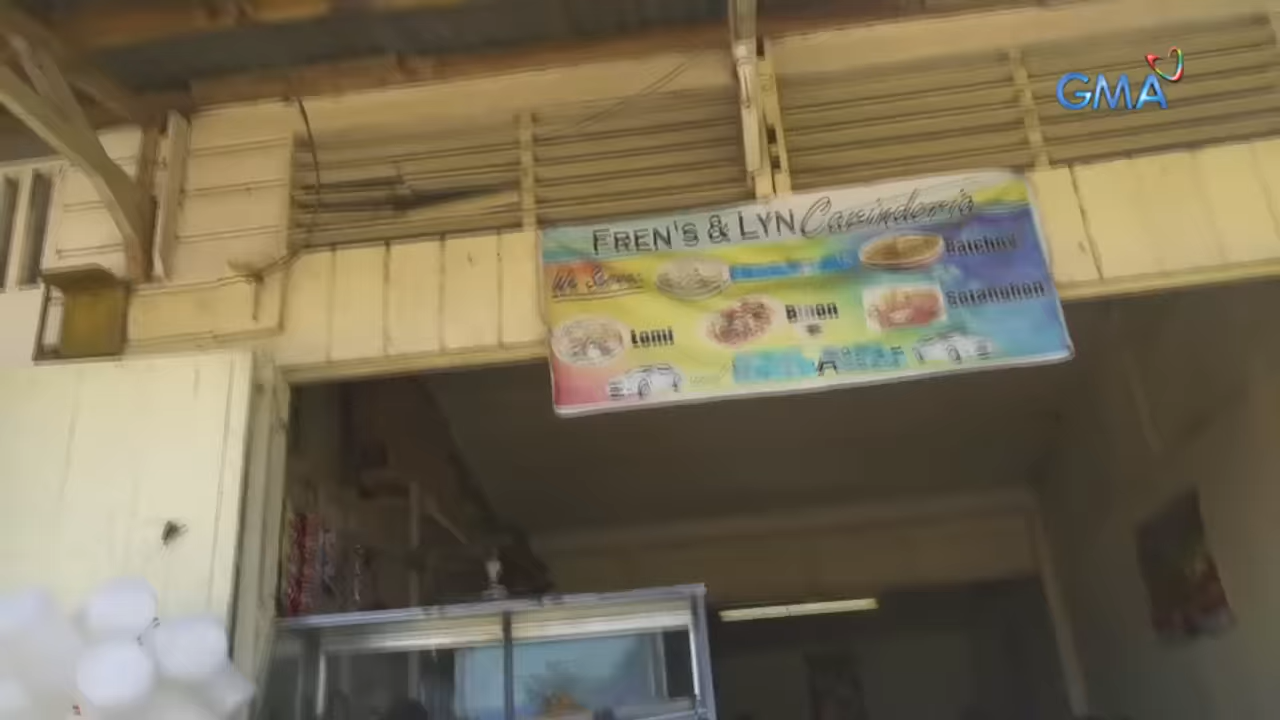 GMA
FREN'S & LYN Carinderia
We Serve:
Batchoy
Lomi
Bihon
Sotanghon